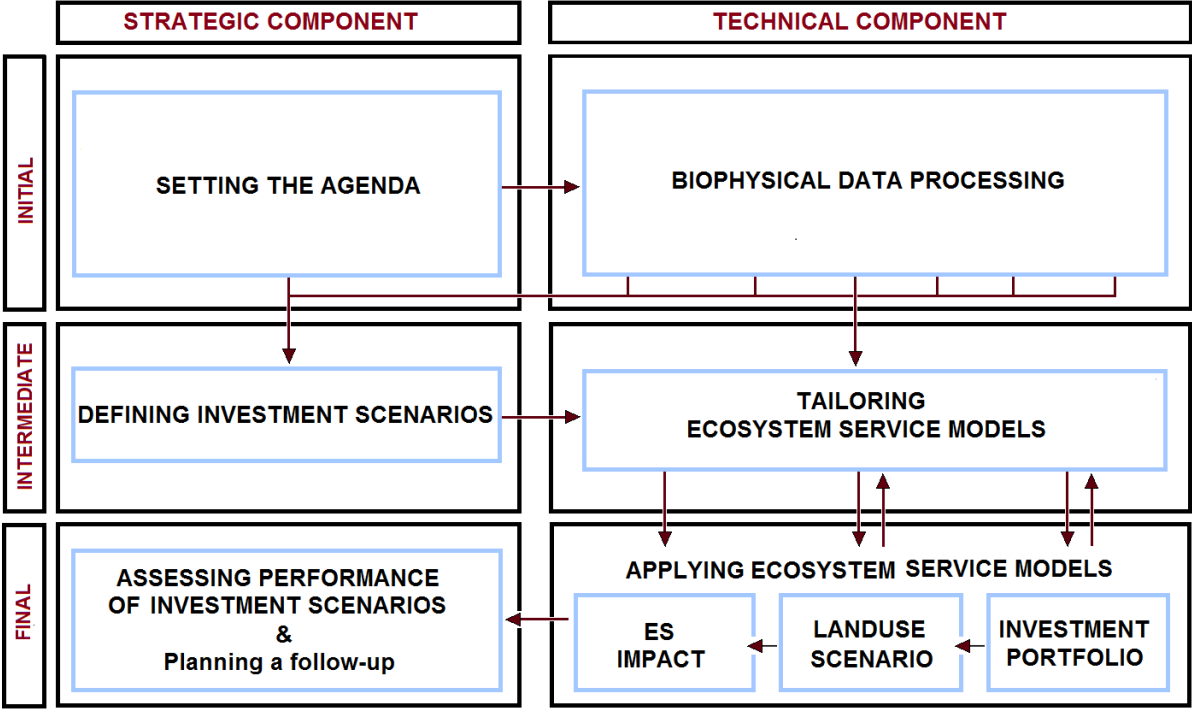 STRATEGIC COMPONENT
TECHNICAL COMPONENT
INITIAL
SETTING THE AGENDA
BIOPHYSICAL DATA PROCESSING
INTERMEDIATE
DEFINING INVESTMENT SCENARIOS
TAILORING
ECOSYSTEM SERVICE MODELS
FINAL
ASSESSING PERFORMANCE
OF INVESTMENT SCENARIOS
&
Planning a follow-up
APPLYING ECOSYSTEM SERVICE MODELS
ES
IMPACT
LANDUSE
SCENARIO
INVESTMENT
PORTFOLIO